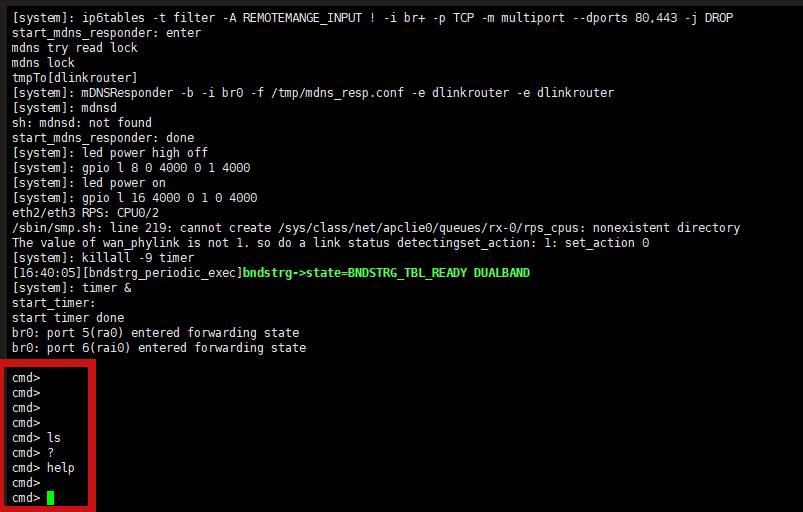 [system]: ip6tables -t filter -A REMOTEMANGE_INPUT ! -i br+ -p TCP -m multiport --dports 80,443 -j DROP
start_mdns_responder: enter
mdns try read lock
mdns lock
tmpTo[dlinkrouter]
[system]: mDNSResponder -b -i br0 -f /tmp/mdns_resp.conf -e dlinkrouter -e dlinkrouter
[system]: mdnsd
sh: mdnsd: not found
start_mdns_responder: done
[system]: led power high off
[system]: gpio l 8 0 4000 0 1 4000
[system]: led power on
[system]: gpio l 16 4000 0 1 0 4000
eth2/eth3 RPS: CPU0/2
/sbin/smp.sh: line 219: cannot create /sys/class/net/apclie0/queues/rx-0/rps_cpus: nonexistent directory
The value of wan_phylink is not 1. so do a link status detectingset_action: 1: set_action 0
[system]: killall -9 timer
[16:40:05][bndstrg_periodic_exec]bndstrg->state=BNDSTRG_TBL_READY DUALBAND
[system]: timer &
start_timer:
start timer done
br0: port 5(ra0) entered forwarding state
br0: port 6(rai0) entered forwarding state
cmd>
cmd>
cmd>
cmd>
cmd> ls
cmd> ?
cmd> help
cmd>
cmd>